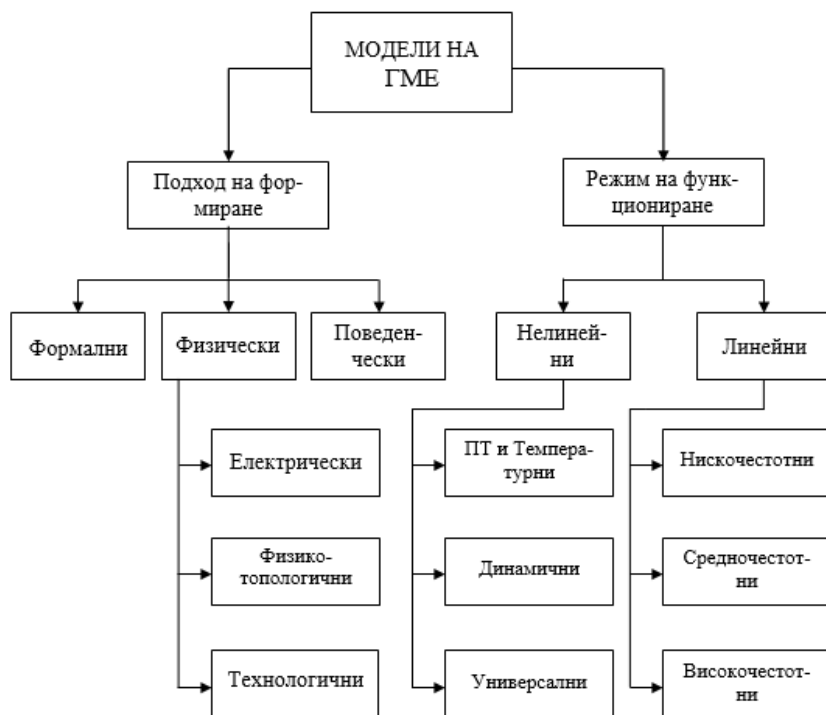 МОДЕЛИ НА
ГМЕ
Подход на фор-
миране
Режим на функ-
циониране
Формални
Физически
Поведен-
чески
Нелиней-
ни
Линейни
Електрически
ПТ и Темпера-
турни
Нискочестотни
Физико-
топологични
Динамични
Средночестот-
ни
Технологични
Универсални
Високочестот-
ни